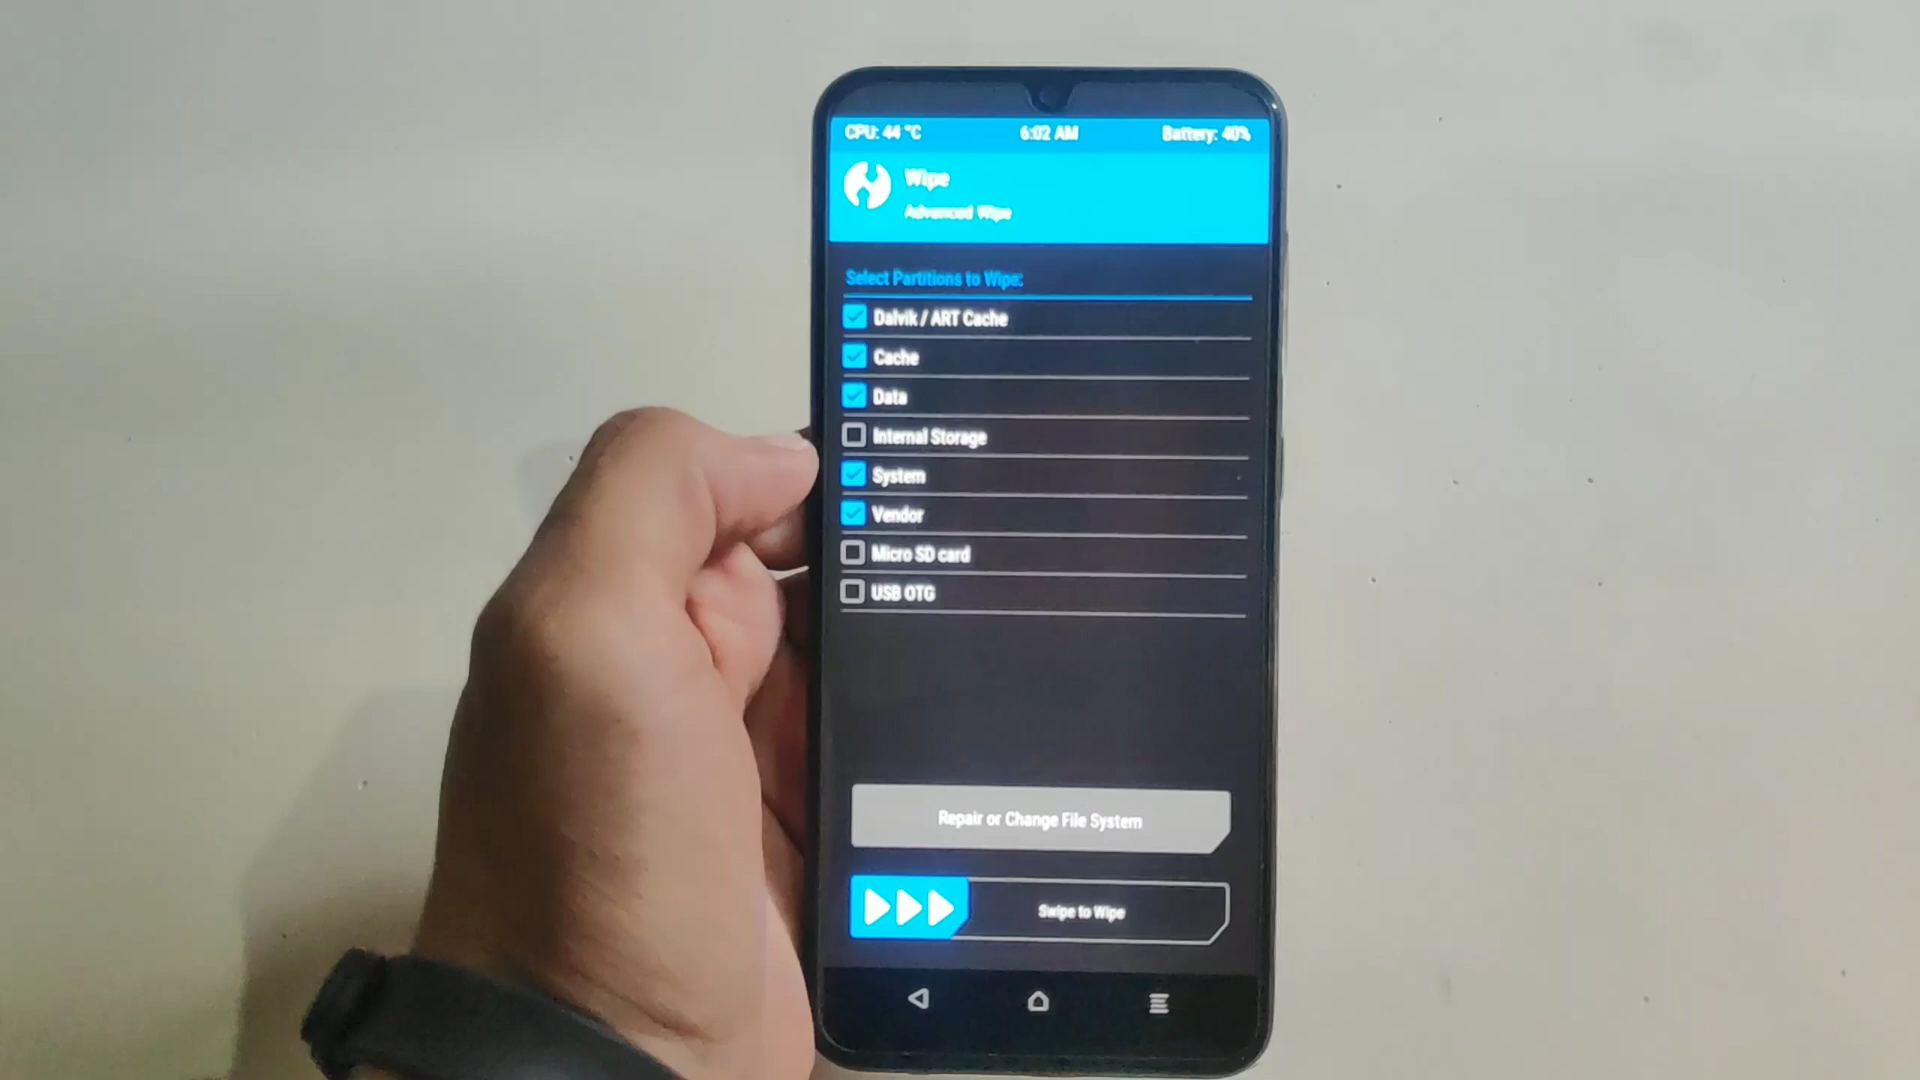 CPU: 44 °C 6:02 AM Battery: 40%
Wipe
Advanced Wipe
Select Partitions to Wipe:
Dalvik / ART Cache
Cache
Data
Internal Storage
System
Vendor
Micro SD card
USB OTG
Repair or Change File System
Swipe to Wipe